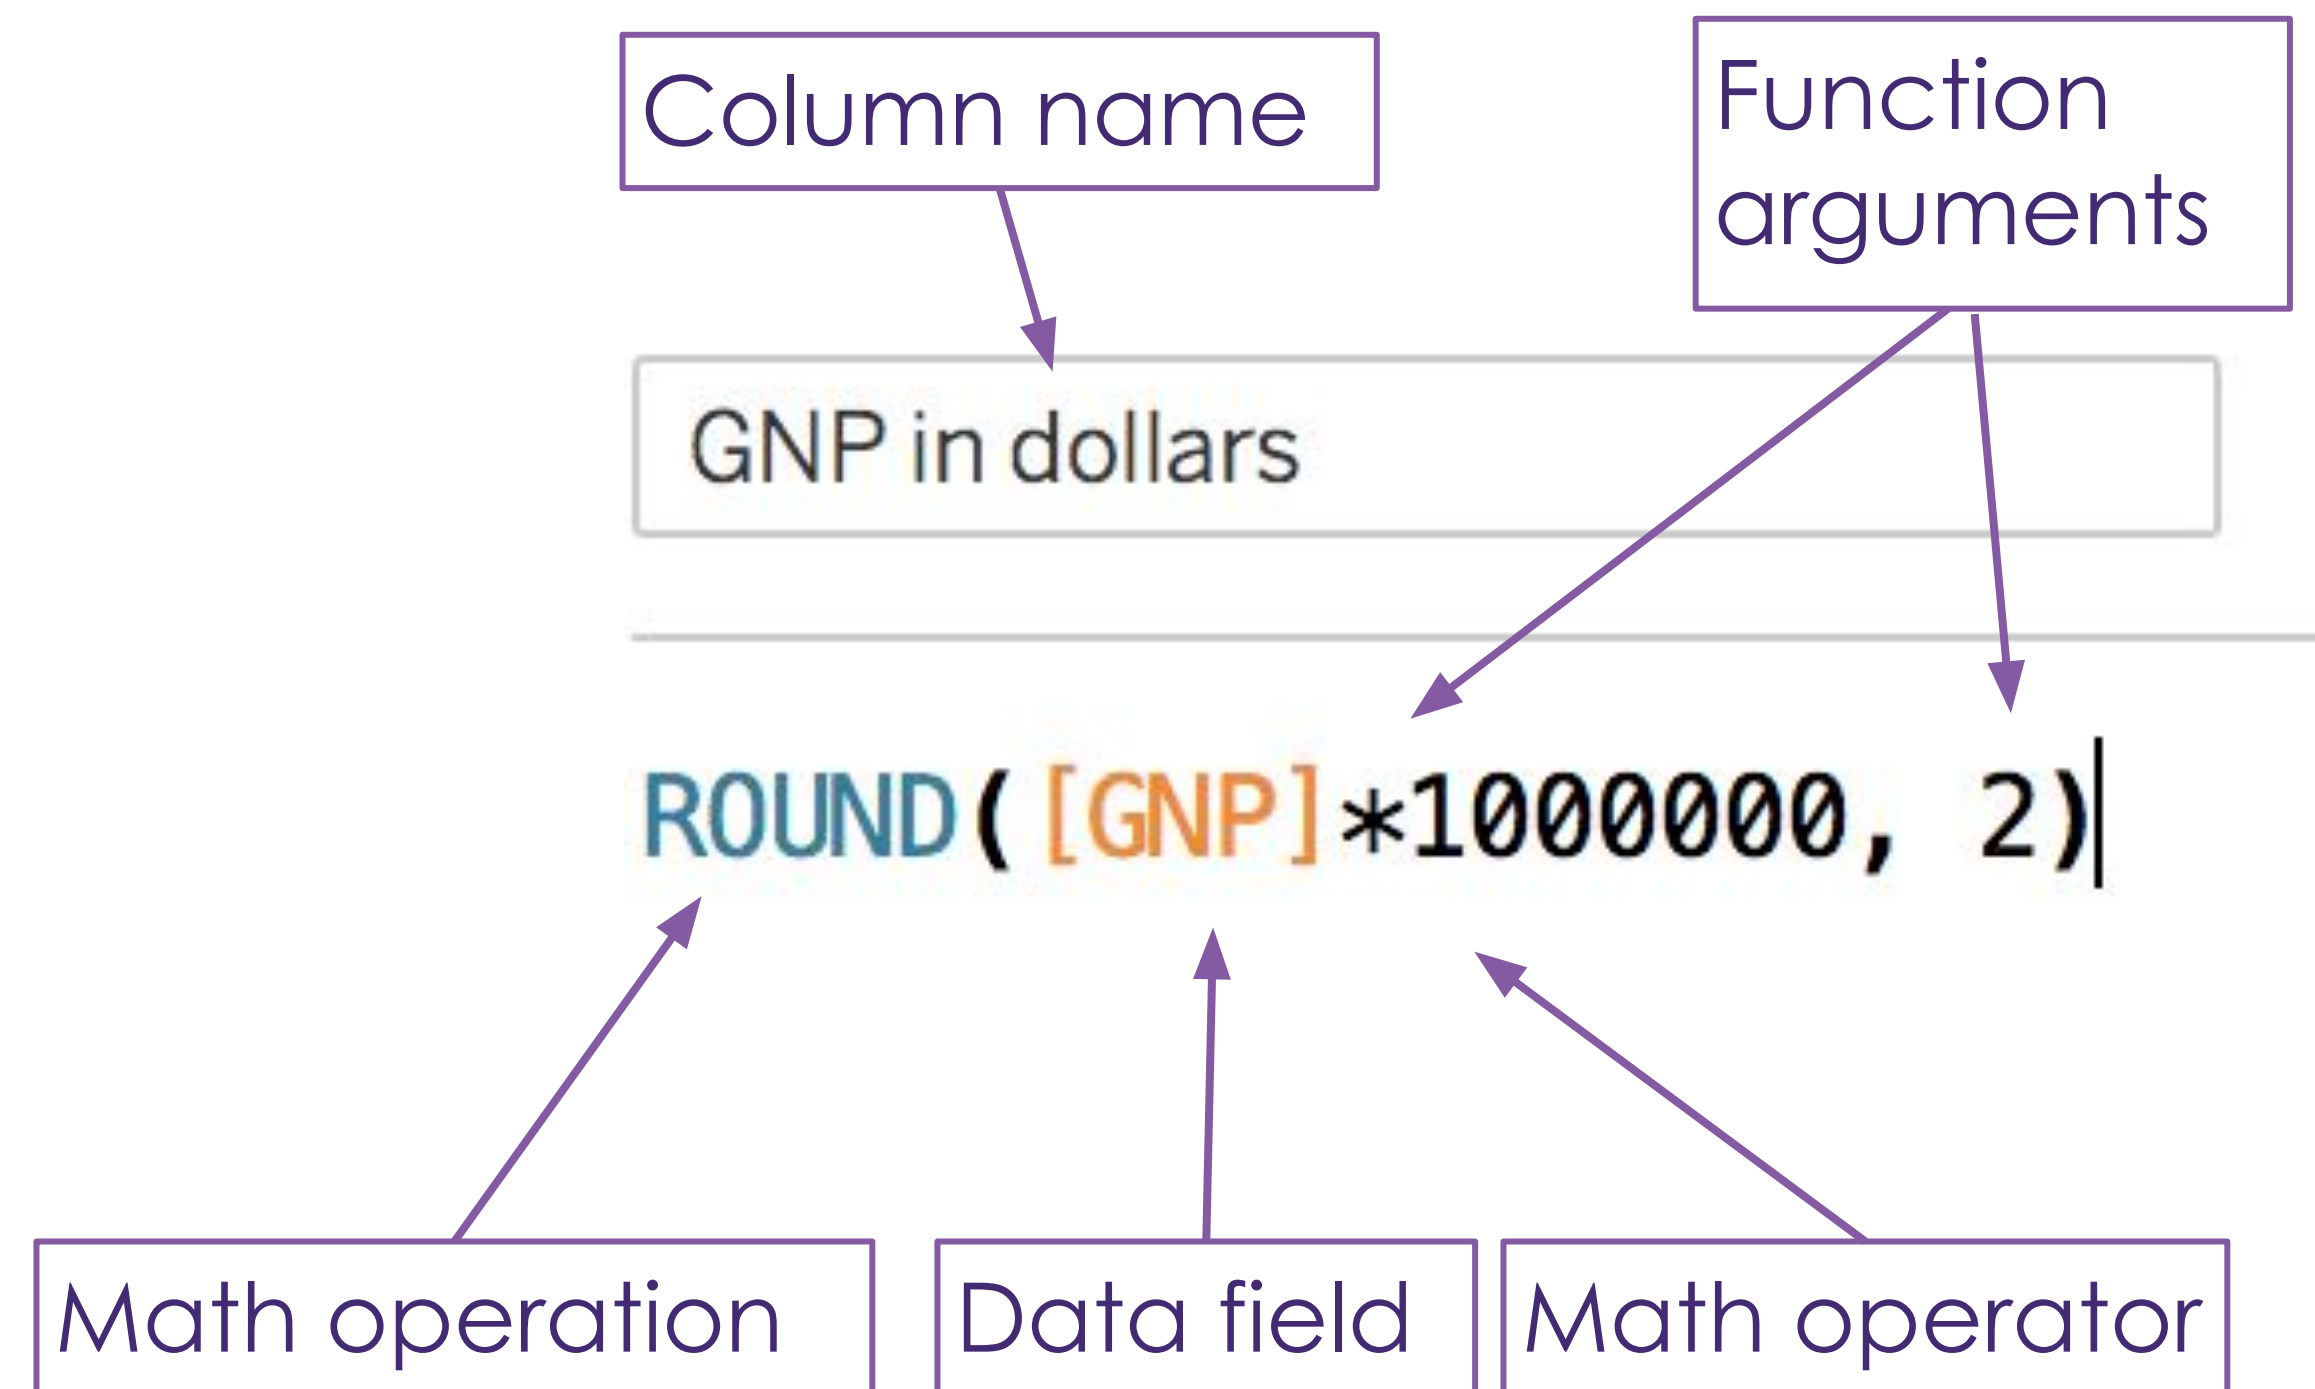 Column name
Function
arguments
GNP in dollars
ROUND([GNP]*1000000, 2)
Math operation
Data field
Math operator